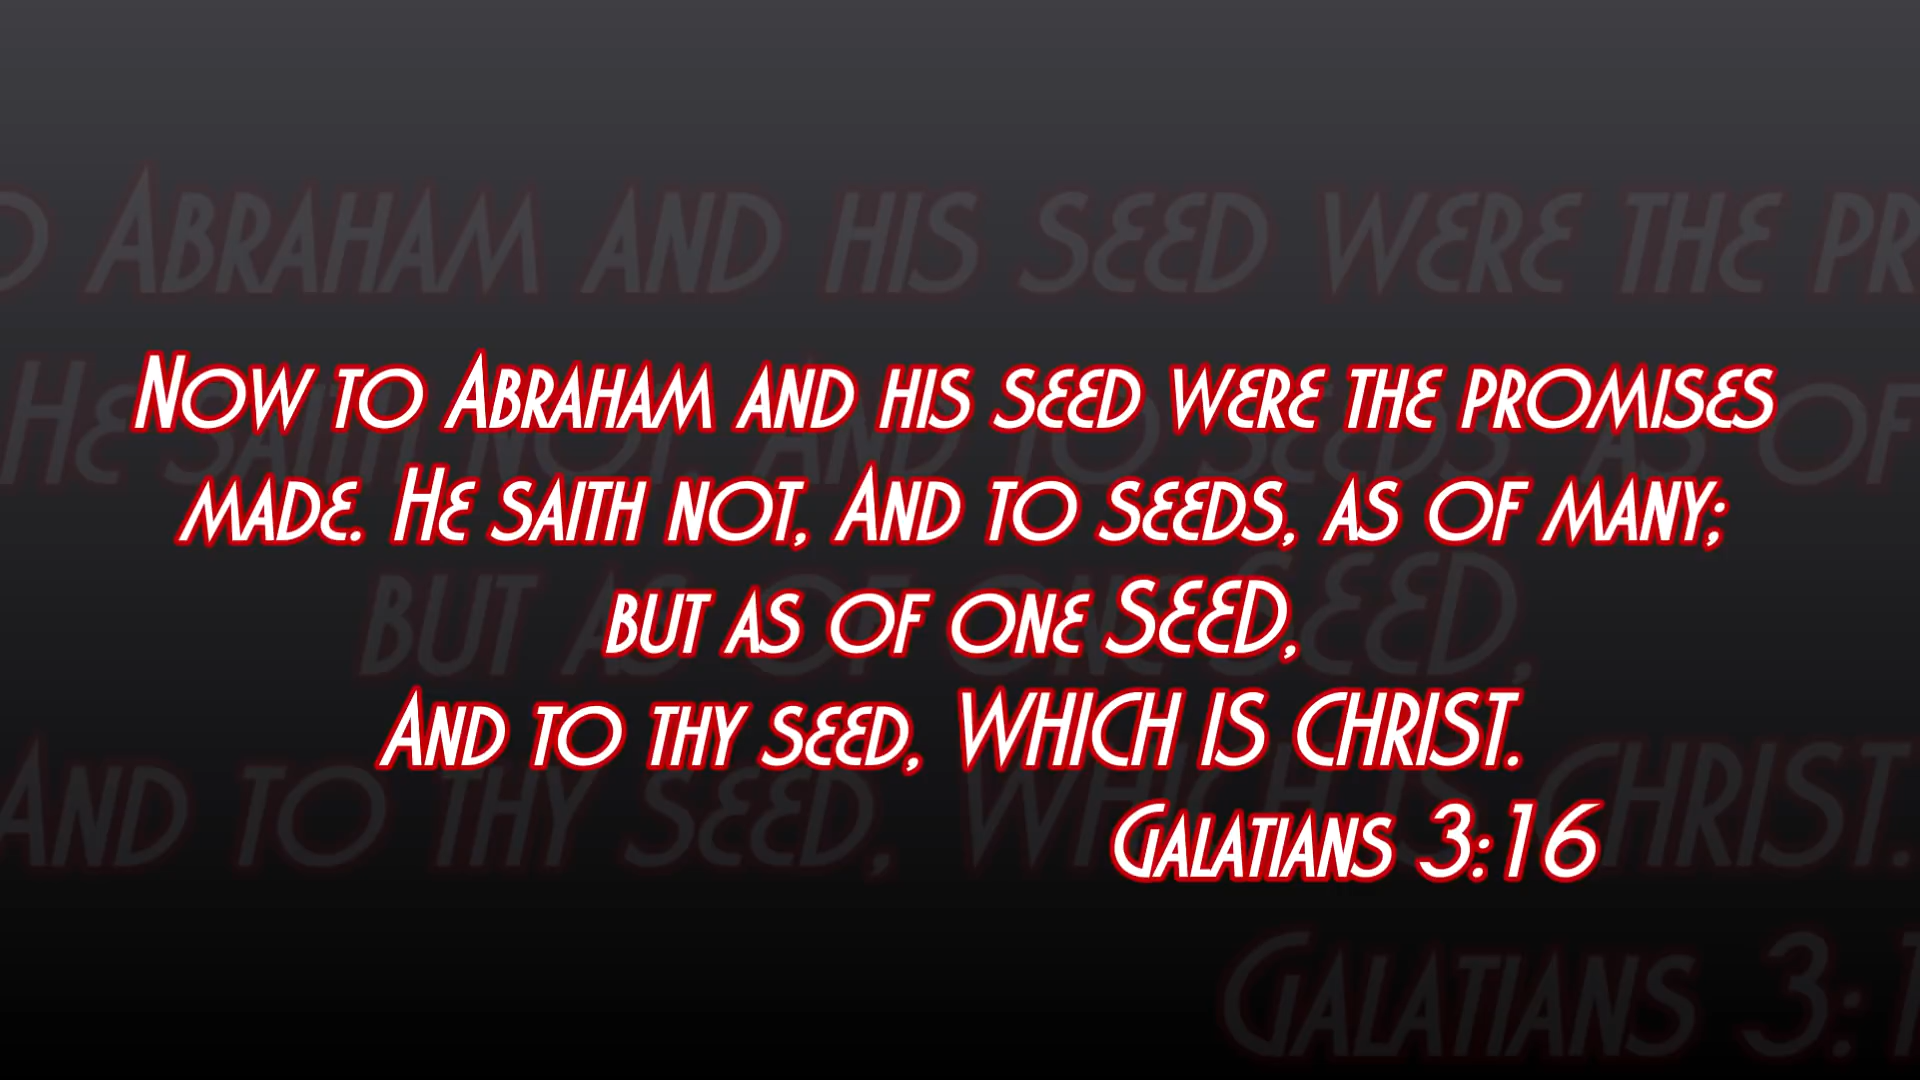 Now to Abraham and his seed were the promises
made. He saith not, And to seeds, as of many;
but as of one SEED,
And to thy seed, WHICH IS CHRIST.
Galatians 3:16